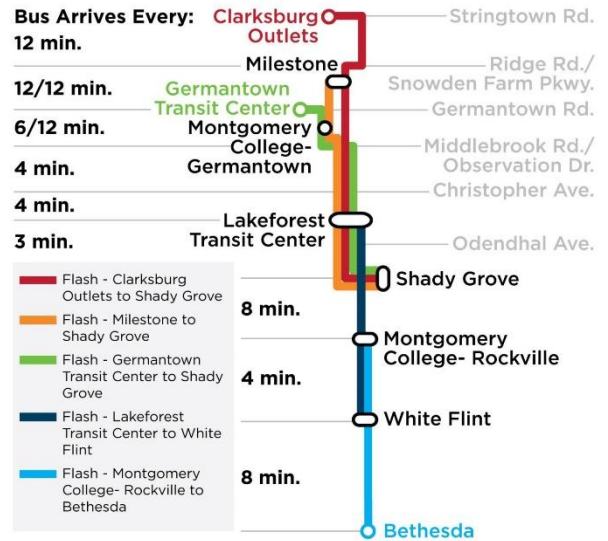 Bus Arrives Every:
Clarksburg
Outlets
Stringtown Rd.
12 min.
Milestone
Ridge Rd./
Snowden Farm Pkwy.
12/12 min.
Germantown
Transit Center
Germantown Rd.
6/12 min.
Montgomery
College-
Germantown
Middlebrook Rd./
Observation Dr.
4 min.
Christopher Ave.
4 min.
Lakeforest
Transit Center
3 min.
Odendhal Ave.
Shady Grove
8 min.
Montgomery
College- Rockville
4 min.
White Flint
8 min.
Bethesda
Flash - Clarksburg
Outlets to Shady Grove
Flash - Milestone to
Shady Grove
Flash - Germantown
Transit Center to Shady
Grove
Flash - Lakeforest
Transit Center to White
Flint
Flash - Montgomery
College- Rockville to
Bethesda